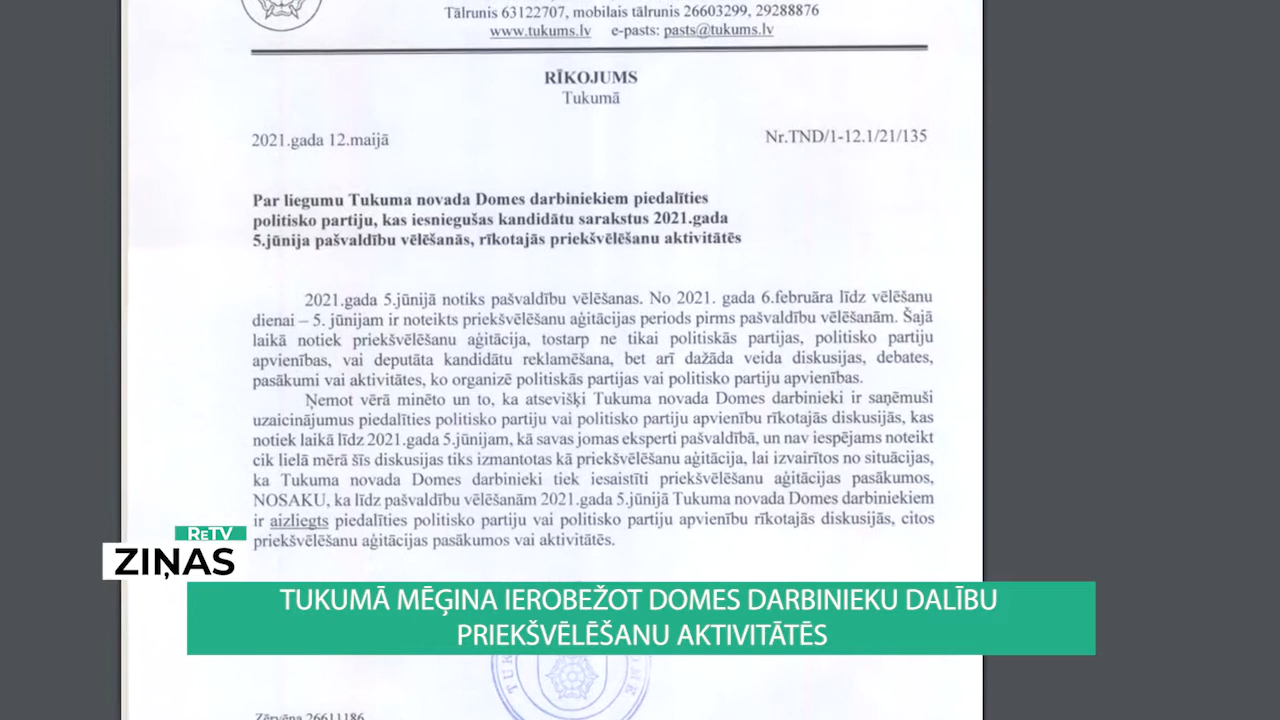 Tālrunis 63122707, mobilais tālrunis 26603299, 29288876
www.tukums.lv e-pasts: pasts@tukums.lv
RĪKOJUMS
Tukumā
2021.gada 12.maijā
Nr.TND/1-12.1/21/135
Par liegumu Tukuma novada Domes darbiniekiem piedalīties
politisko partiju, kas iesniegušas kandidātu sarakstus 2021.gada
5.jūnija pašvaldību vēlēšanās, rīkotajās priekšvēlēšanu aktivitātēs
2021.gada 5.jūnijā notiks pašvaldību vēlēšanas. No 2021. gada 6.februāra līdz vēlēšanu
dienai – 5. jūnijam ir noteikts priekšvēlēšanu aģitācijas periods pirms pašvaldību vēlēšanām. Šajā
laikā notiek priekšvēlēšanu aģitācija, tostarp ne tikai politiskās partijas, politisko partiju
apvienības, vai deputāta kandidātu reklamēšana, bet arī dažāda veida diskusijas, debates,
pasākumi vai aktivitātes, ko organizē politiskās partijas vai politisko partiju apvienības.
Ņemot vērā minēto un to, ka atsevišķi Tukuma novada Domes darbinieki ir saņēmuši
uzaicinājumus piedalīties politisko partiju vai politisko partiju apvienību rīkotajās diskusijās, kas
notiek laikā līdz 2021.gada 5.jūnijam, kā savas jomas eksperti pašvaldībā, un nav iespējams noteikt
cik lielā mērā šīs diskusijas tiks izmantotas kā priekšvēlēšanu aģitācija, lai izvairītos no situācijas,
ka Tukuma novada Domes darbinieki tiek iesaistīti priekšvēlēšanu aģitācijas pasākumos,
NOSAKU, ka līdz pašvaldību vēlēšanām 2021.gada 5.jūnijā Tukuma novada Domes darbiniekiem
ir aizliegts piedalīties politisko partiju vai politisko partiju apvienību rīkotajās diskusijās, citos
priekšvēlēšanu aģitācijas pasākumos vai aktivitātēs.
RETV
ZIŅAS
TUKUMĀ MĒĢINA IEROBEŽOT DOMES DARBINIEKU DALĪBU
PRIEKŠVĒLĒŠANU AKTIVITĀTĒS
Zērvēna 26611186